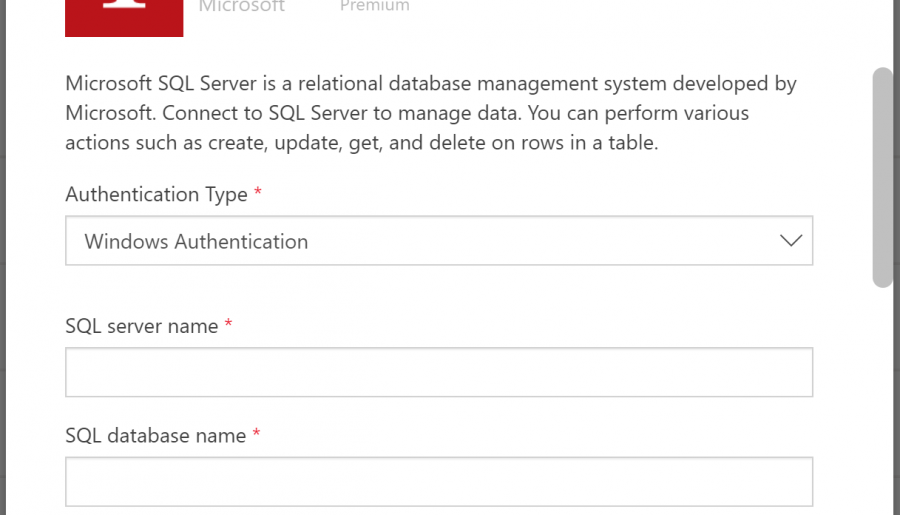 Microsoft Premium
Microsoft SQL Server is a relational database management system developed by
Microsoft. Connect to SQL Server to manage data. You can perform various
actions such as create, update, get, and delete on rows in a table.
Authentication Type *
Windows Authentication
SQL server name *
SQL database name *